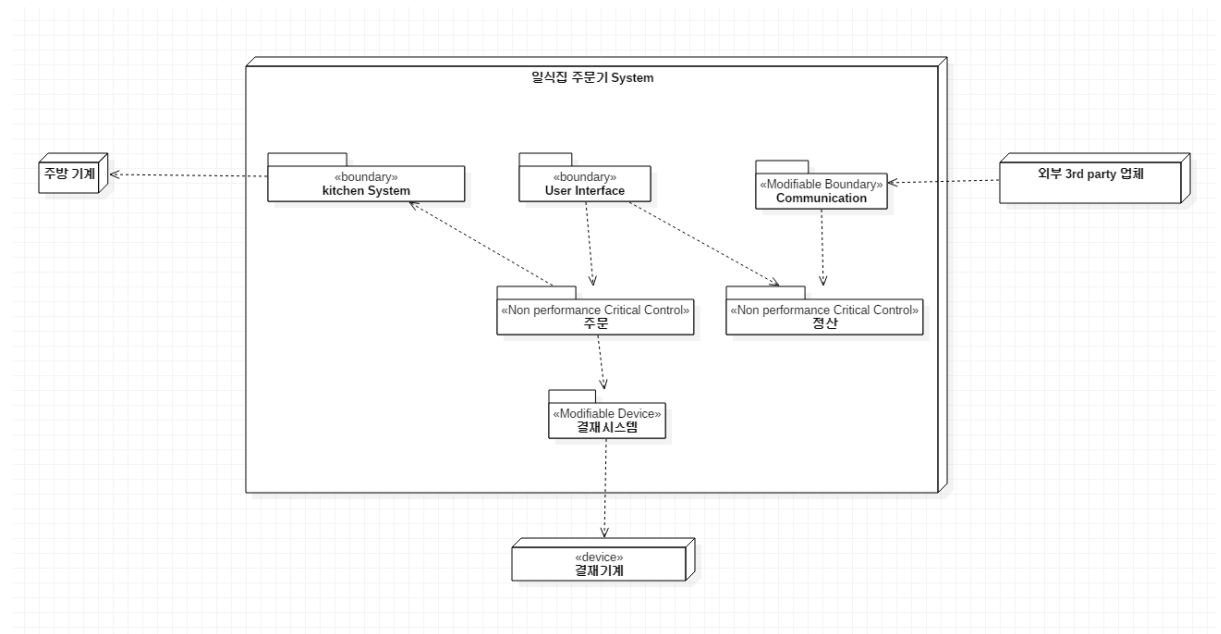 일식집 주문기 System
주방 기계
«boundary»
kitchen System
«boundary»
User Interface
«Modifiable Boundary»
Communication
외부 3rd party 업체
«Non performance Critical Control»
주문
«Non performance Critical Control»
정산
«Modifiable Device»
결재시스템
«device»
결재기계